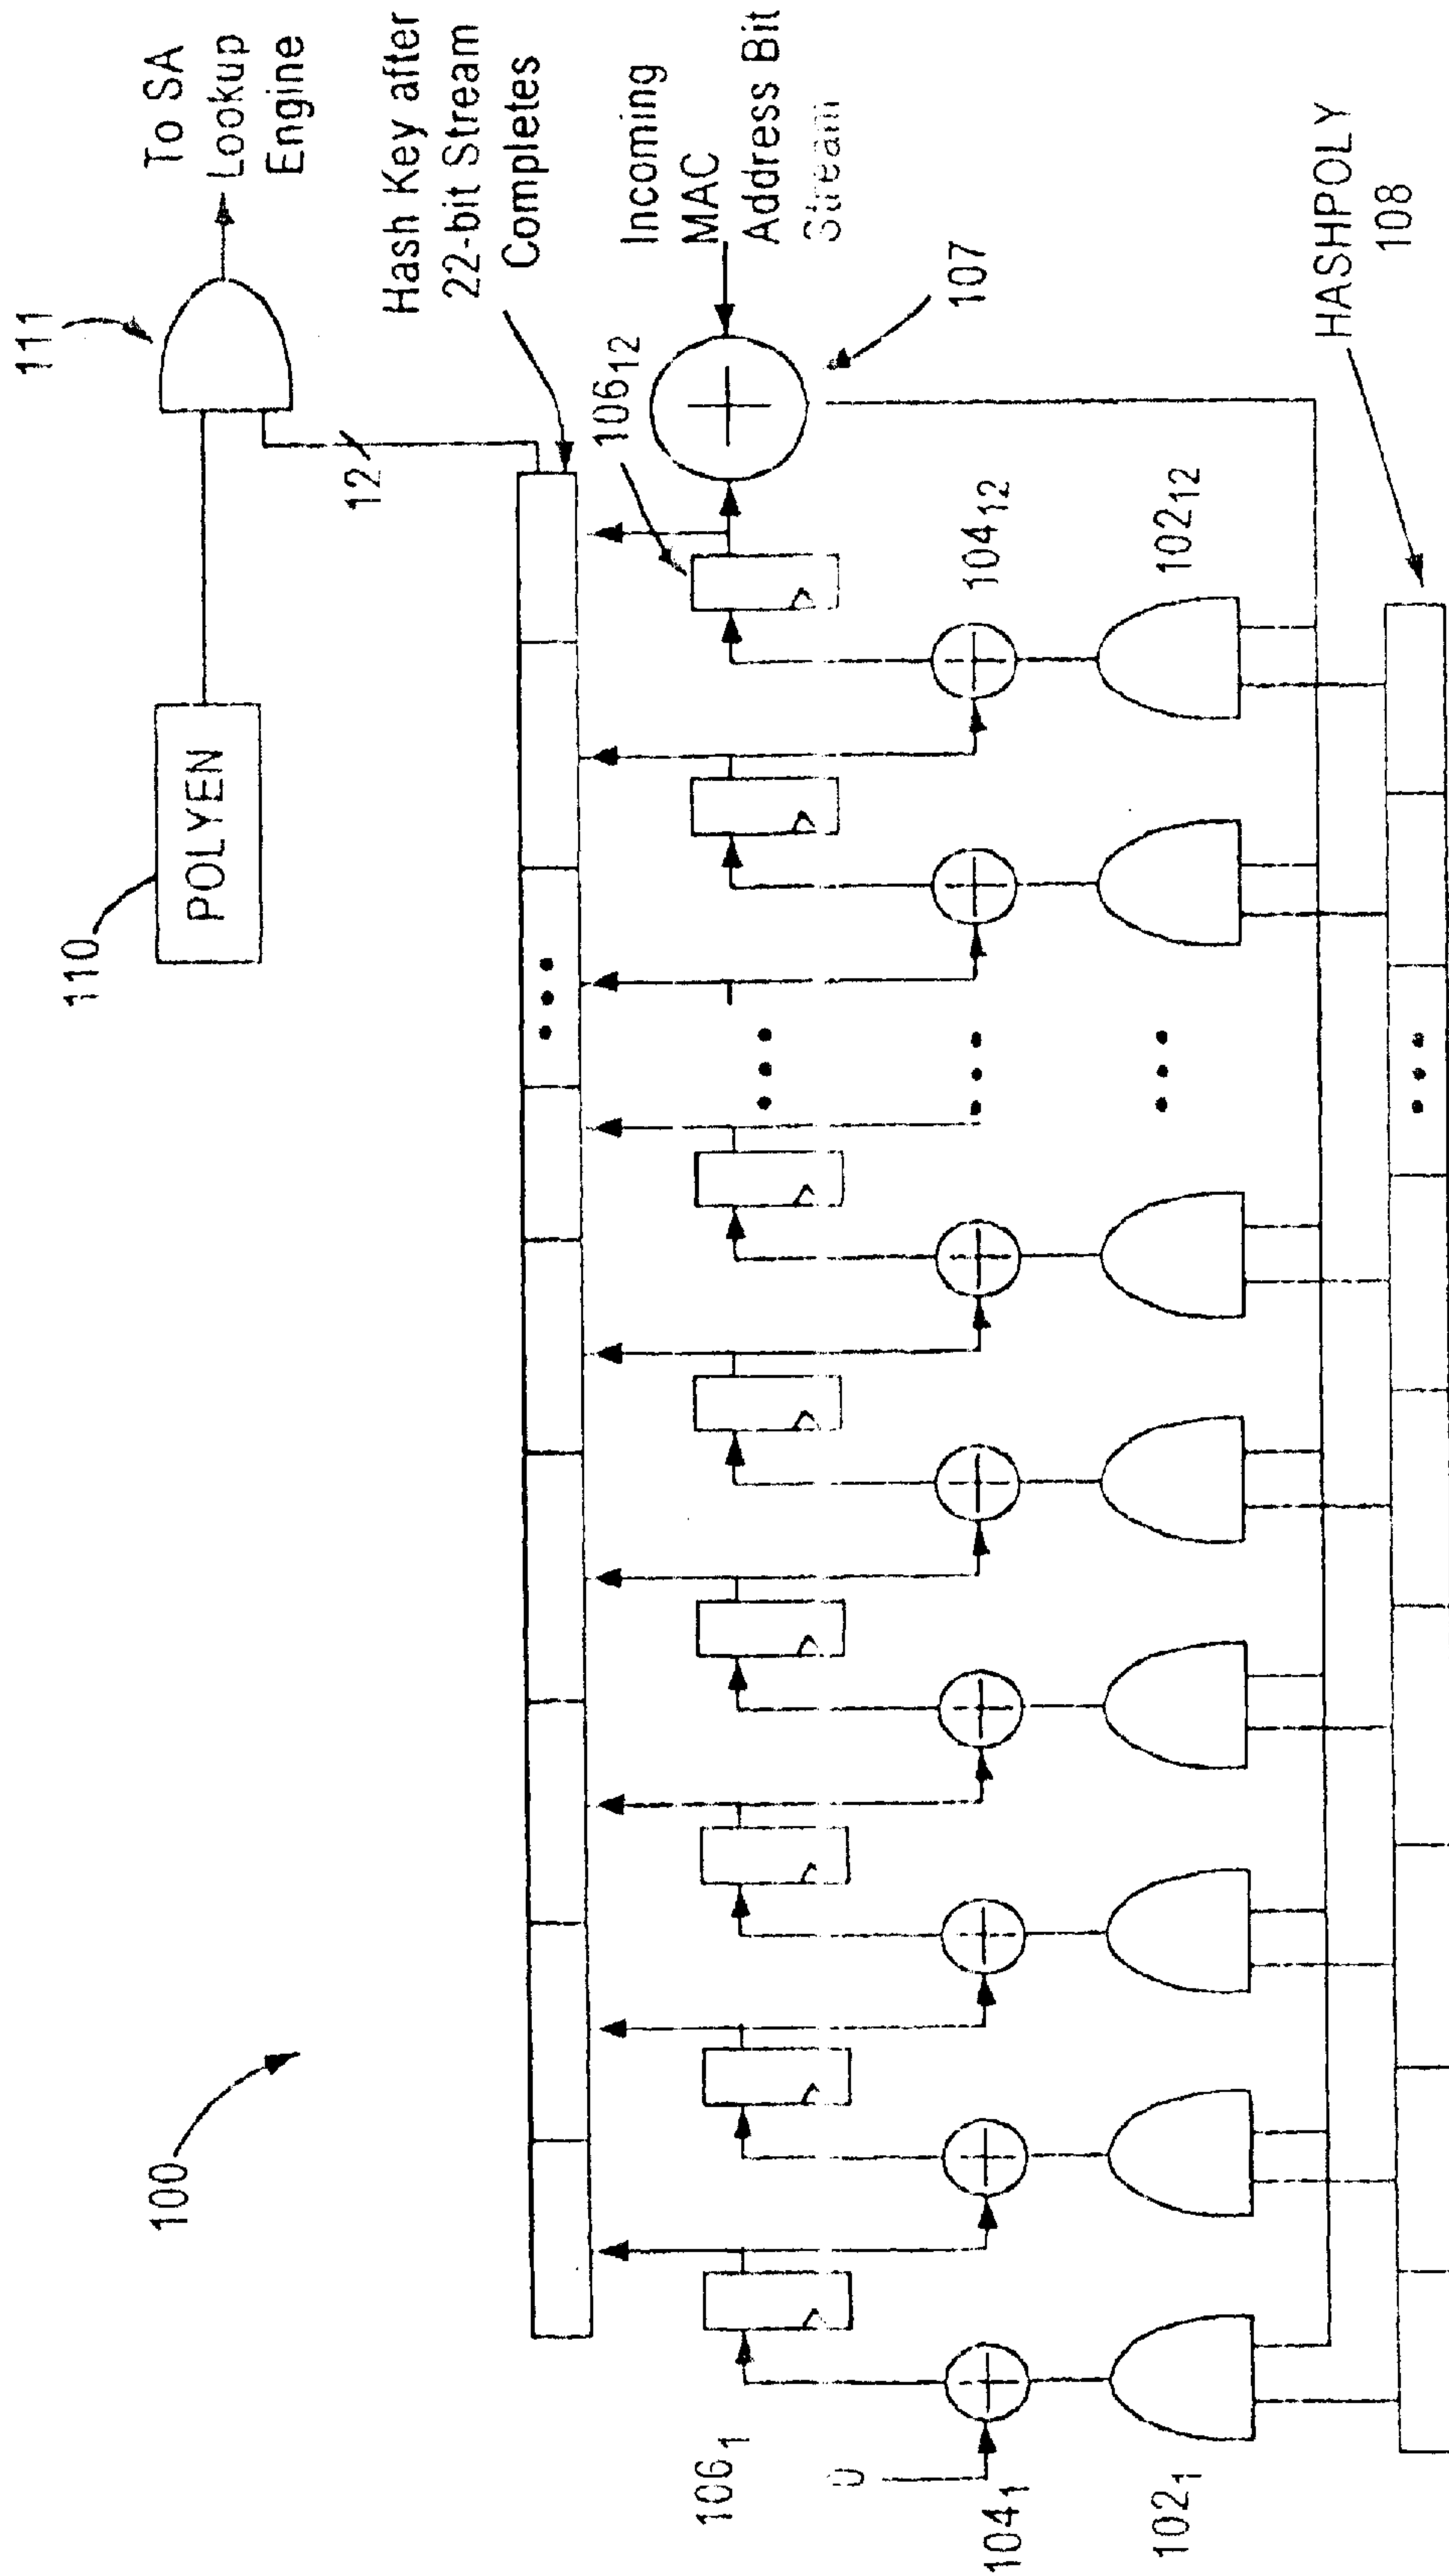 100
110
POLYEN
111
To SA
Lookup
Engine
12
Hash Key after
22-bit Stream
Completes
106₁
106₁₂
Incoming
MAC
Address Bit
Stream
107
0
104₁
104₁₂
102₁
102₁₂
HASHPOLY
108